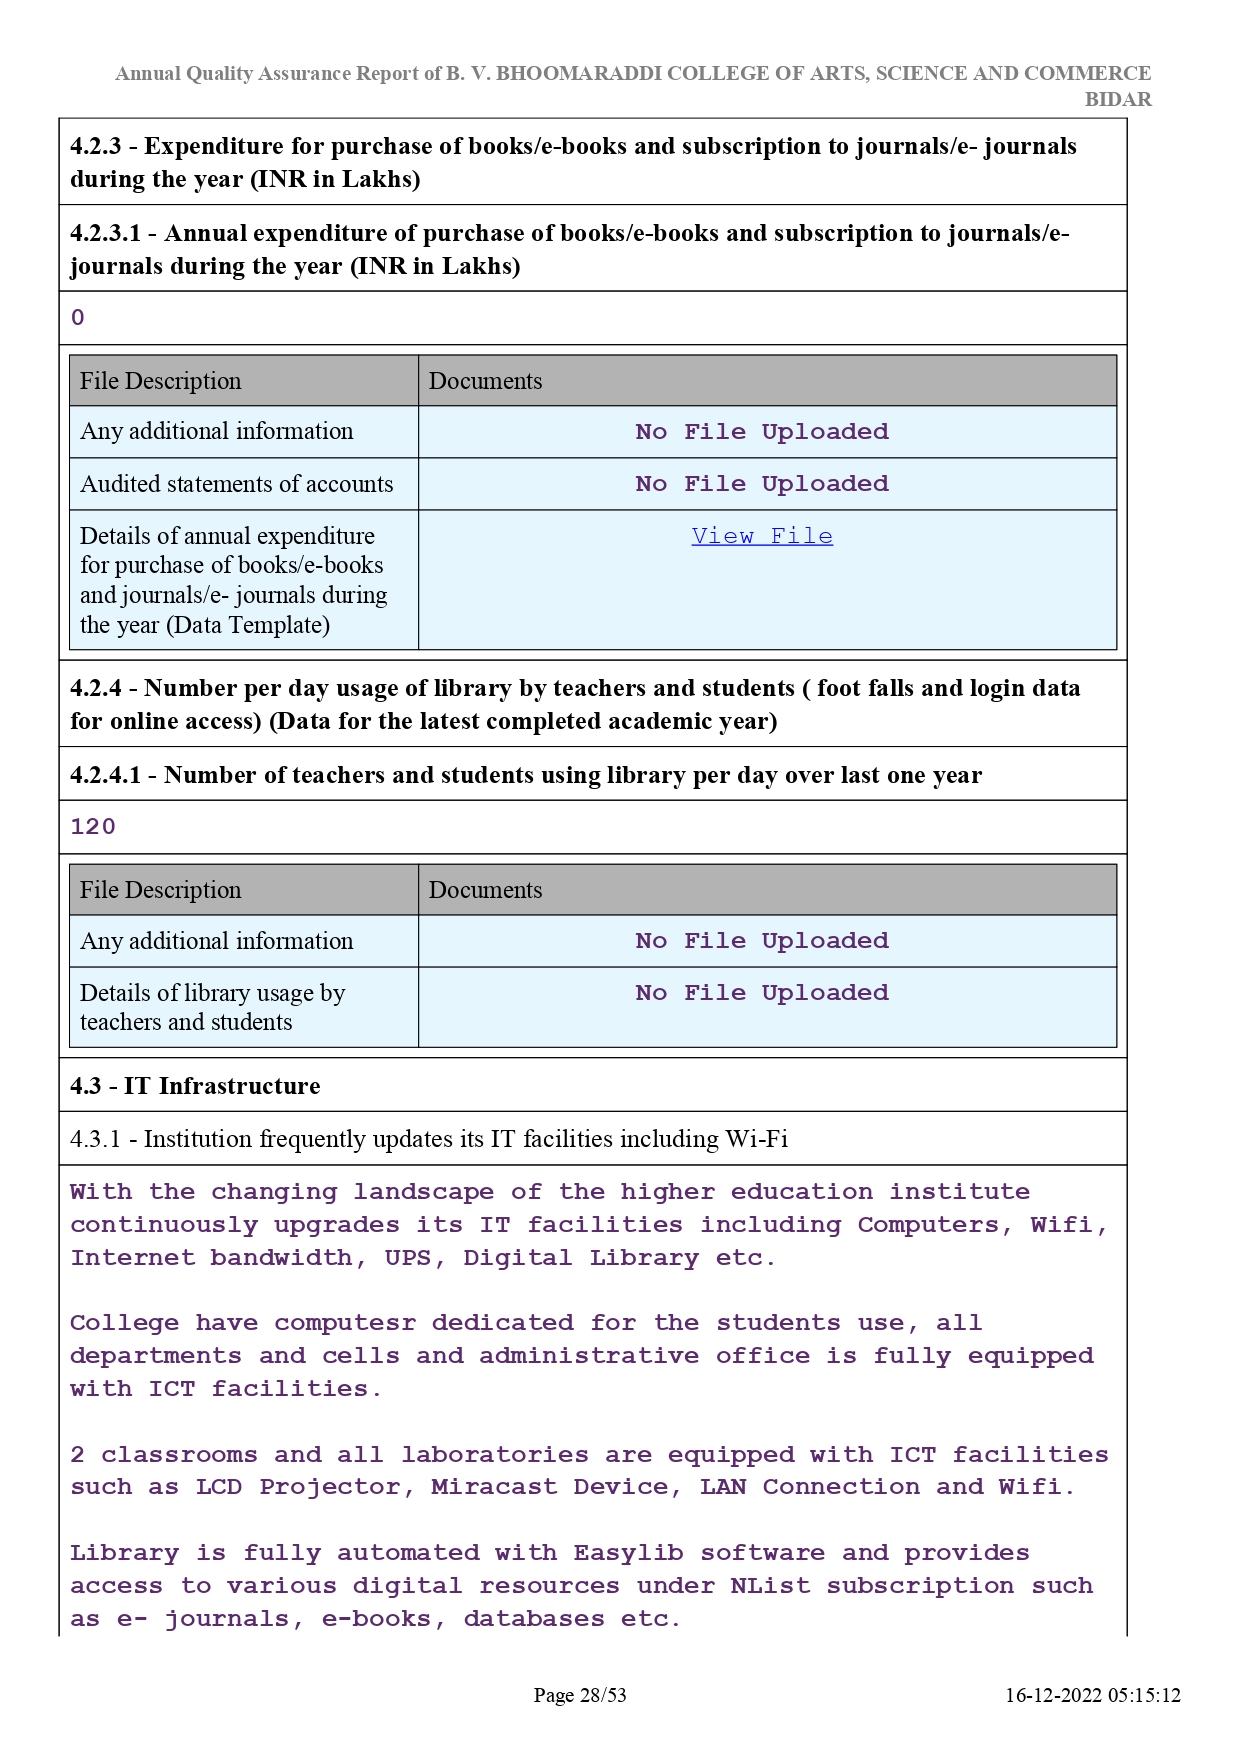 Annual Quality Assurance Report of B. V. BHOOMARADDI COLLEGE OF ARTS, SCIENCE AND COMMERCE
BIDAR
4.2.3 - Expenditure for purchase of books/e-books and subscription to journals/e- journals
during the year (INR in Lakhs)
4.2.3.1 - Annual expenditure of purchase of books/e-books and subscription to journals/e-
journals during the year (INR in Lakhs)
0
File Description Documents
Any additional information No File Uploaded
Audited statements of accounts No File Uploaded
Details of annual expenditure View File
for purchase of books/e-books
and journals/e- journals during
the year (Data Template)
4.2.4 - Number per day usage of library by teachers and students ( foot falls and login data
for online access) (Data for the latest completed academic year)
4.2.4.1 - Number of teachers and students using library per day over last one year
120
File Description Documents
Any additional information No File Uploaded
Details of library usage by No File Uploaded
teachers and students
4.3 - IT Infrastructure
4.3.1 - Institution frequently updates its IT facilities including Wi-Fi
With the changing landscape of the higher education institute
continuously upgrades its IT facilities including Computers, Wifi,
Internet bandwidth, UPS, Digital Library etc.
College have computesr dedicated for the students use, all
departments and cells and administrative office is fully equipped
with ICT facilities.
2 classrooms and all laboratories are equipped with ICT facilities
such as LCD Projector, Miracast Device, LAN Connection and Wifi.
Library is fully automated with Easylib software and provides
access to various digital resources under NList subscription such
as e- journals, e-books, databases etc.
Page 28/53 16-12-2022 05:15:12